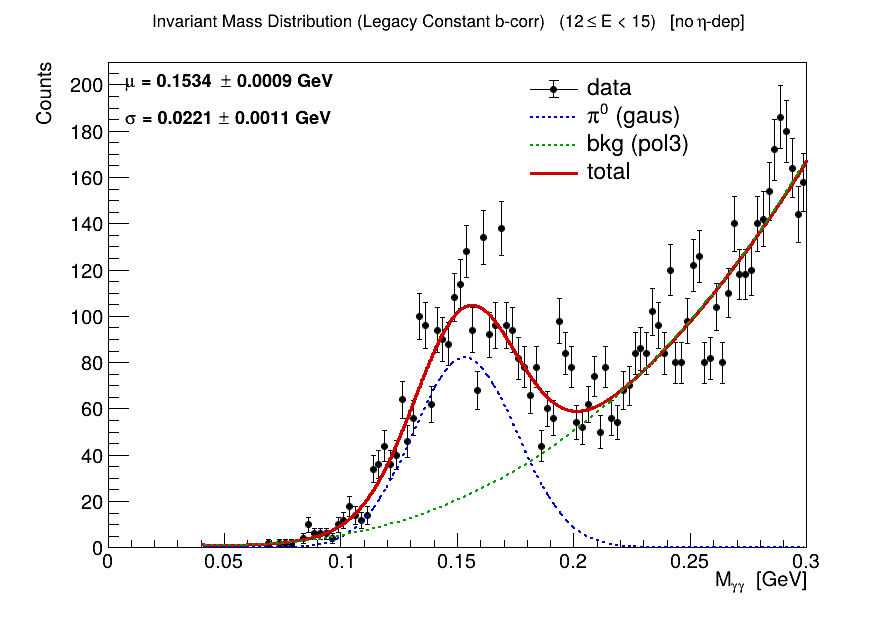 Invariant Mass Distribution (Legacy Constant b-corr) (12 ≤ E < 15) [no η-dep]
μ = 0.1534 ± 0.0009 GeV
σ = 0.0221 ± 0.0011 GeV
data
π⁰ (gaus)
bkg (pol3)
total
Counts
200
180
160
140
120
100
80
60
40
20
0
0 0.05 0.1 0.15 0.2 0.25 0.3
M_γγ [GeV]